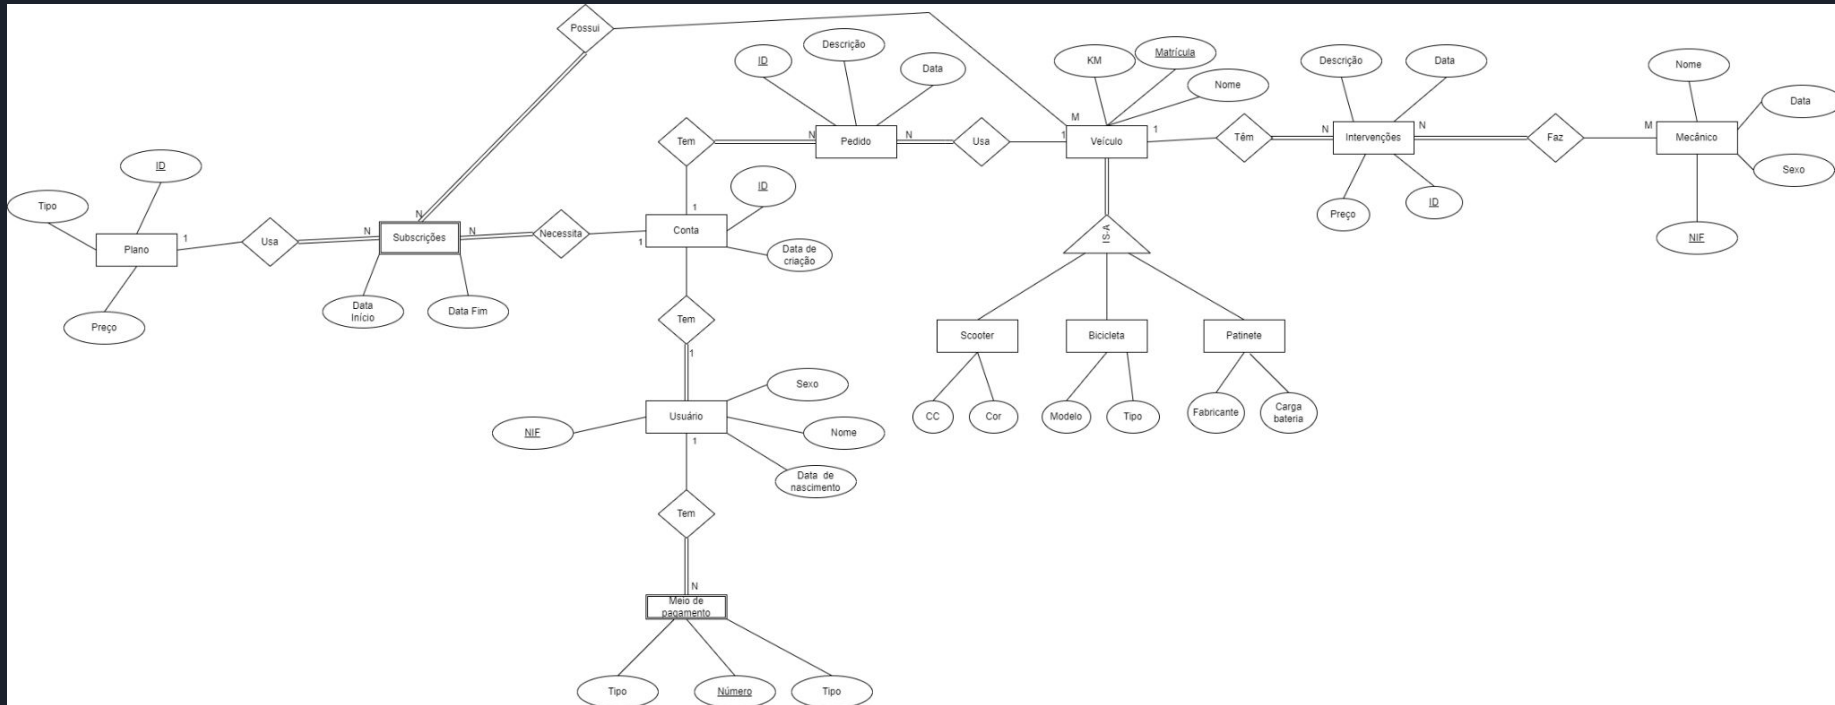 Possui
ID
Descrição
Data
KM
Matrícula
Nome
Descrição
Data
Nome
Data
M
N
Tem
N
Pedido
N
Usa
1
Veículo
1
Têm
N
Intervenções
N
Faz
M
Mecânico
Sexo
ID
Preço
NIF
ID
Tipo
Plano
1
Usa
N
N
Subscrições
N
Necessita
1
1
Conta
ID
Data de
criação
Preço
Data
Início
Data Fim
IS-A
Tem
1
Scooter
Bicicleta
Patinete
CC
Cor
Modelo
Tipo
Fabricante
Carga
bateria
Sexo
NIF
Usuário
Nome
1
Data de
nascimento
Tem
N
Meio de
pagamento
Tipo
Número
Tipo